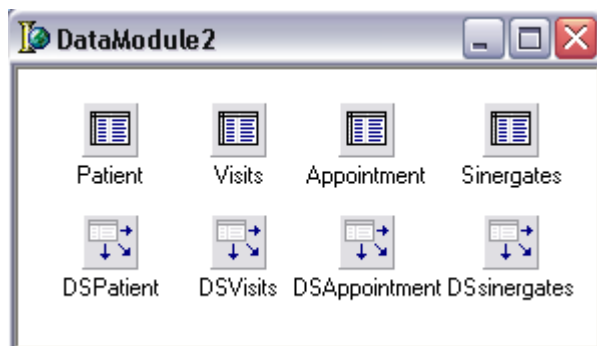 DataModule2
Patient Visits Appointment Sinergates
DSPatient DSVisits DSAppointment DSsinergates